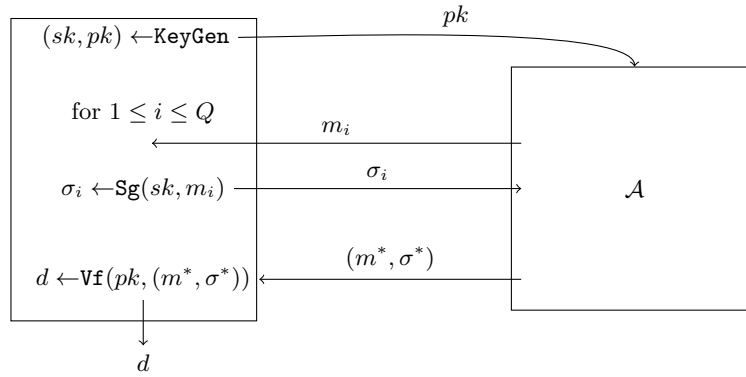 pk
(sk, pk) ←KeyGen
for 1 ≤ i ≤ Q
m_i
σ_i ←Sg(sk, m_i)
σ_i
𝒜
(m*, σ*)
d ←Vf(pk, (m*, σ*))
d